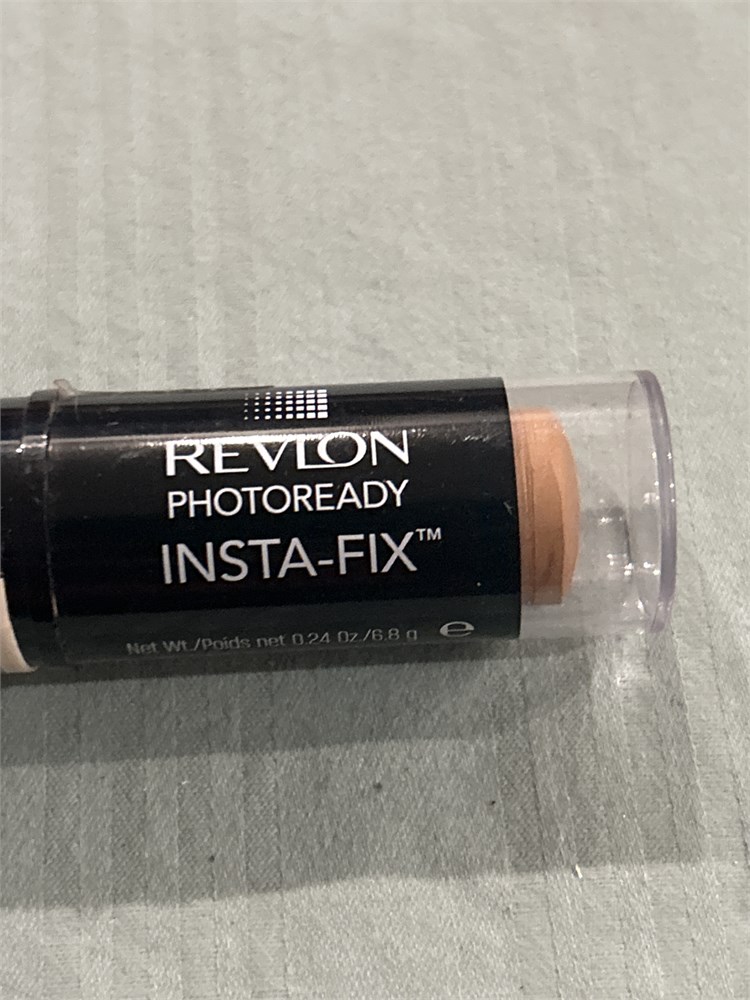 REVLON
PHOTOREADY
INSTA-FIX™
Net Wt./Poids net 0.24 Oz/6.8 g ℮